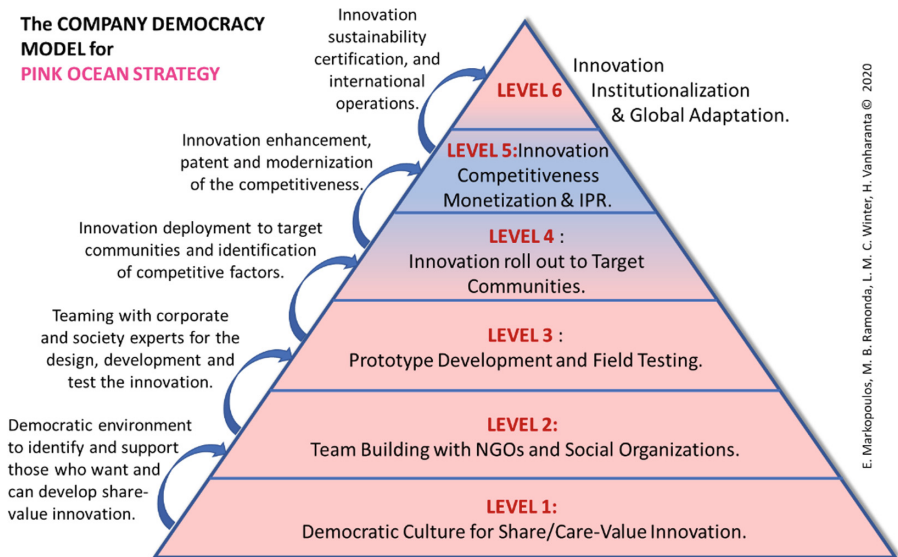 The COMPANY DEMOCRACY
MODEL for
PINK OCEAN STRATEGY
Innovation
sustainability
certification, and
international
operations.
Innovation enhancement,
patent and modernization
of the competitiveness.
Innovation deployment to target
communities and identification
of competitive factors.
Teaming with corporate
and society experts for the
design, development and
test the innovation.
Democratic environment
to identify and support
those who want and
can develop share-
value innovation.
LEVEL 6
Innovation
Institutionalization
& Global Adaptation.
LEVEL 5:Innovation
Competitiveness
Monetization & IPR.
LEVEL 4 :
Innovation roll out to Target
Communities.
LEVEL 3 :
Prototype Development and Field Testing.
LEVEL 2:
Team Building with NGOs and Social Organizations.
LEVEL 1:
Democratic Culture for Share/Care-Value Innovation.
E. Markopoulos, M. B. Ramonda, L. M. C. Winter, H. Vanharanta © 2020